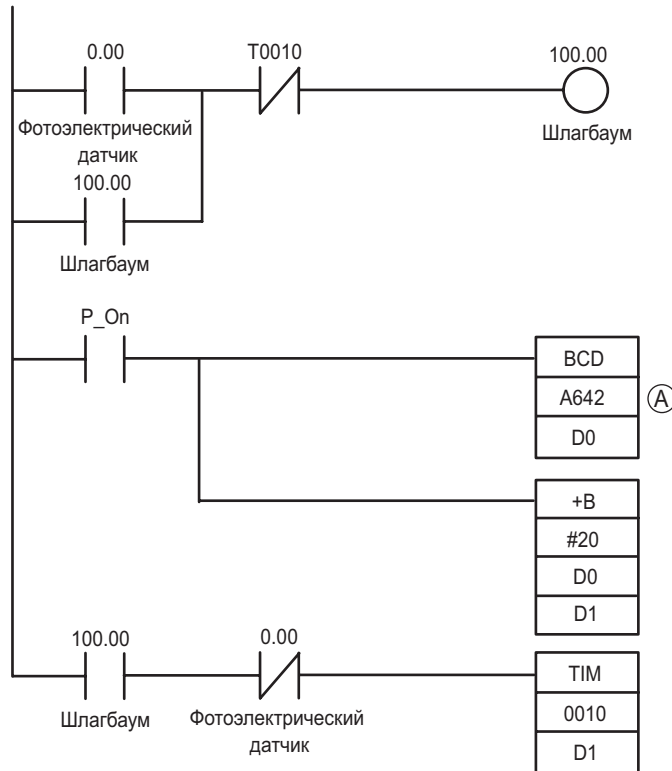 0.00 T0010 100.00
Фотоэлектрический
датчик
Шлагбаум
100.00
Шлагбаум
P_On
BCD
A642
A
D0
+B
#20
D0
D1
100.00 0.00
TIM
Шлагбаум
Фотоэлектрический
датчик
0010
D1